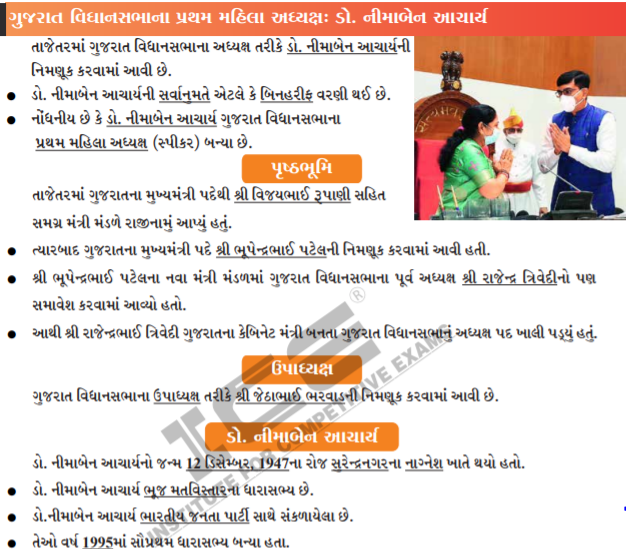 ગુજરાત વિધાનસભાના પ્રથમ મહિલા અધ્યક્ષઃ ડો. નીમાબેન આચાર્ય
તાજેતરમાં ગુજરાત વિધાનસભાના અધ્યક્ષ તરીકે ડો. નીમાબેન આચાર્યની
નિમણૂક કરવામાં આવી છે.
● ડો. નીમાબેન આચાર્યની સર્વાનુમતે એટલે કે બિનહરીફ વરણી થઈ છે.
● નોંધનીય છે કે ડો. નીમાબેન આચાર્ય ગુજરાત વિધાનસભાના
પ્રથમ મહિલા અધ્યક્ષ (સ્પીકર) બન્યા છે.
પૃષ્ઠભૂમિ
તાજેતરમાં ગુજરાતના મુખ્યમંત્રી પદેથી શ્રી વિજયભાઈ રૂપાણી સહિત
સમગ્ર મંત્રી મંડળે રાજીનામું આપ્યું હતું.
● ત્યારબાદ ગુજરાતના મુખ્યમંત્રી પદે શ્રી ભૂપેન્દ્રભાઈ પટેલની નિમણૂક કરવામાં આવી હતી.
● શ્રી ભૂપેન્દ્રભાઈ પટેલના નવા મંત્રી મંડળમાં ગુજરાત વિધાનસભાના પૂર્વ અધ્યક્ષ શ્રી રાજેન્દ્ર ત્રિવેદીનો પણ
સમાવેશ કરવામાં આવ્યો હતો.
● આથી શ્રી રાજેન્દ્રભાઈ ત્રિવેદી ગુજરાતના કેબિનેટ મંત્રી બનતા ગુજરાત વિધાનસભાનું અધ્યક્ષ પદ ખાલી પડ્યું હતું.
ઉપાધ્યક્ષ
ગુજરાત વિધાનસભાના ઉપાધ્યક્ષ તરીકે શ્રી જેઠાભાઈ ભરવાડની નિમણૂક કરવામાં આવી છે.
ડો. નીમાબેન આચાર્ય
ડો. નીમાબેન આચાર્યનો જન્મ 12 ડિસેમ્બર, 1947ના રોજ સુરેન્દ્રનગરના નાગ્નેશ ખાતે થયો હતો.
● ડો. નીમાબેન આચાર્ય ભૂજ મતવિસ્તારના ધારાસભ્ય છે.
● ડો.નીમાબેન આચાર્ય ભારતીય જનતા પાર્ટી સાથે સંકળાયેલા છે.
● તેઓ વર્ષ 1995માં સૌપ્રથમ ધારાસભ્ય બન્યા હતા.
ICE®
INSTITUTE FOR COMPETITIVE EXAMS